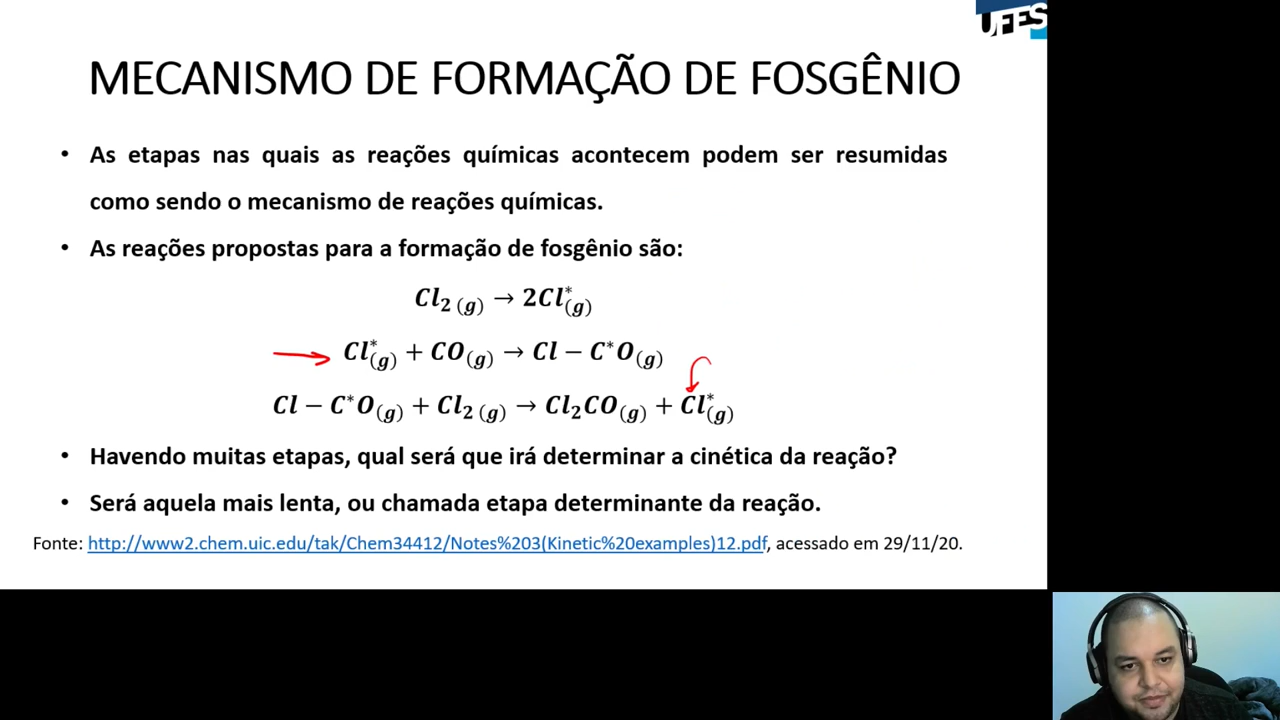 UFES
MECANISMO DE FORMAÇÃO DE FOSGÊNIO
• As etapas nas quais as reações químicas acontecem podem ser resumidas
como sendo o mecanismo de reações químicas.
• As reações propostas para a formação de fosgênio são:
Cl₂ (g) → 2Cl*(g)
Cl*(g) + CO(g) → Cl − C*O(g)
Cl − C*O(g) + Cl₂ (g) → Cl₂CO(g) + Cl*(g)
• Havendo muitas etapas, qual será que irá determinar a cinética da reação?
• Será aquela mais lenta, ou chamada etapa determinante da reação.
Fonte: http://www2.chem.uic.edu/tak/Chem34412/Notes%203(Kinetic%20examples)12.pdf, acessado em 29/11/20.